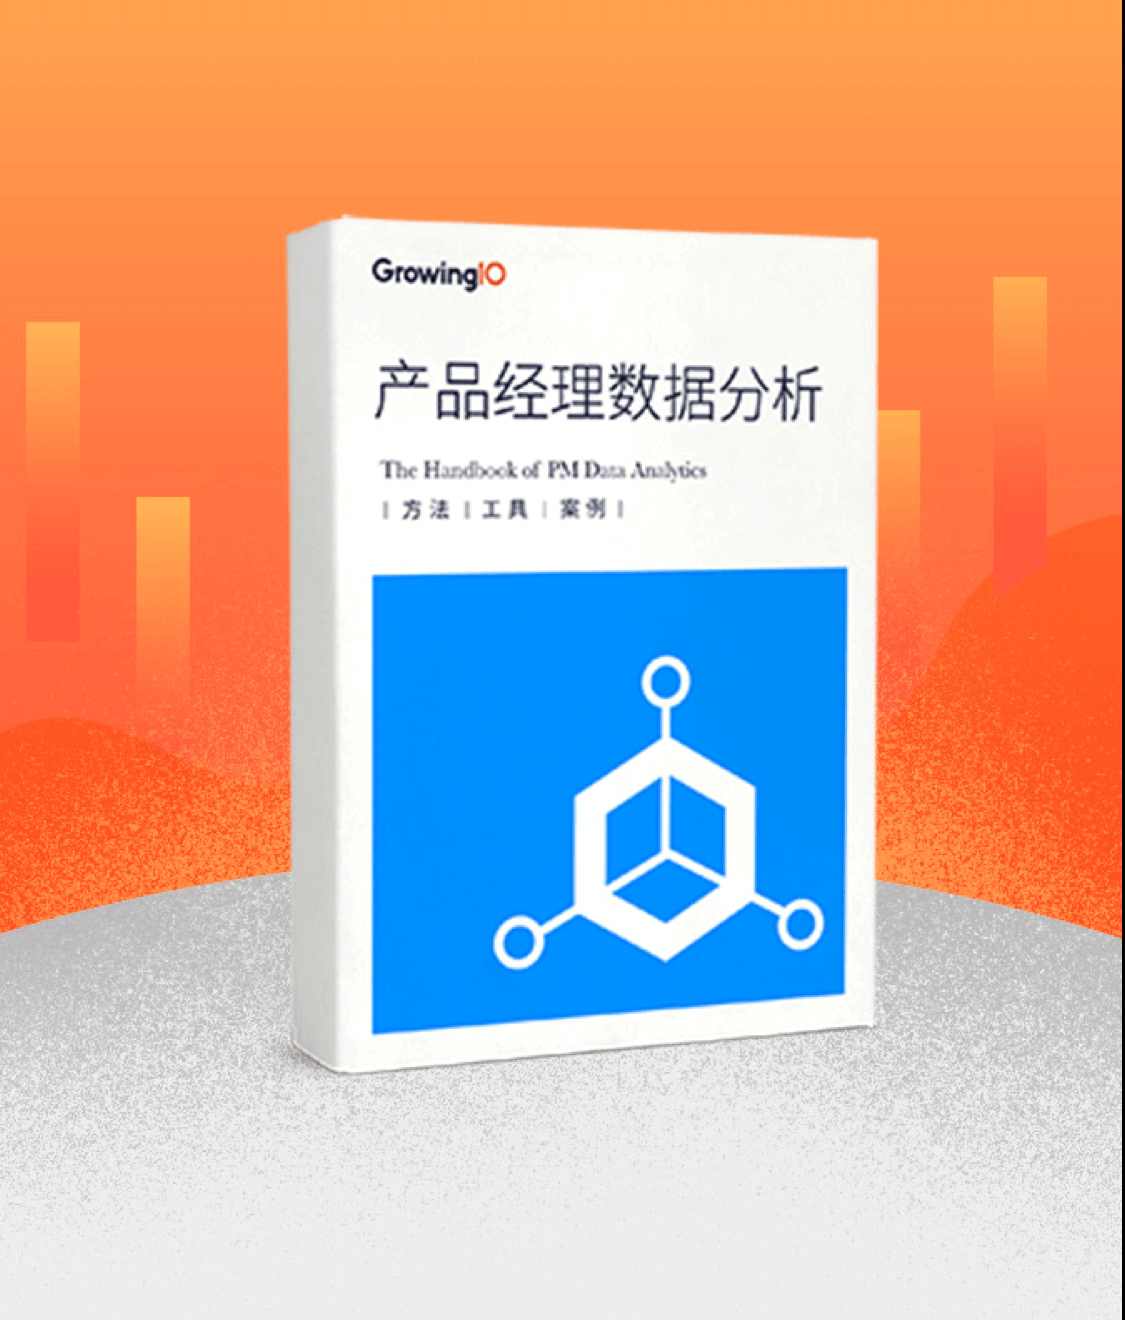 GrowingIO
产品经理数据分析
The Handbook of PM Data Analytics
| 方法 | 工具 | 案例 |